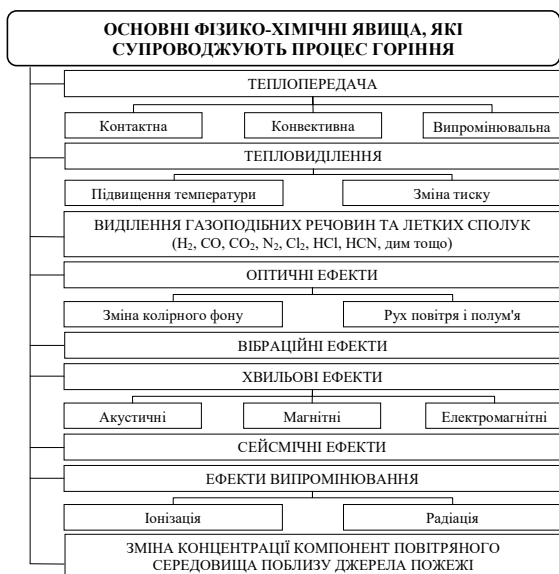 ОСНОВНІ ФІЗИКО-ХІМІЧНІ ЯВИЩА, ЯКІ
СУПРОВОДЖУЮТЬ ПРОЦЕС ГОРІННЯ
ТЕПЛОПЕРЕДАЧА
Контактна
Конвективна
Випромінювальна
ТЕПЛОВИДІЛЕННЯ
Підвищення температури
Зміна тиску
ВИДІЛЕННЯ ГАЗОПОДІБНИХ РЕЧОВИН ТА ЛЕТКИХ СПОЛУК
(H₂, CO, CO₂, N₂, Cl₂, HCl, HCN, дим тощо)
ОПТИЧНІ ЕФЕКТИ
Зміна колірного фону
Рух повітря і полум'я
ВІБРАЦІЙНІ ЕФЕКТИ
ХВИЛЬОВІ ЕФЕКТИ
Акустичні
Магнітні
Електромагнітні
СЕЙСМІЧНІ ЕФЕКТИ
ЕФЕКТИ ВИПРОМІНЮВАННЯ
Іонізація
Радіація
ЗМІНА КОНЦЕНТРАЦІЇ КОМПОНЕНТ ПОВІТРЯНОГО
СЕРЕДОВИЩА ПОБЛИЗУ ДЖЕРЕЛА ПОЖЕЖІ